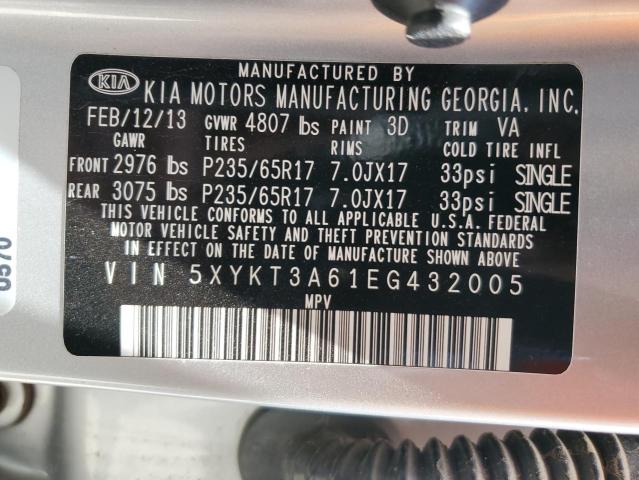 MANUFACTURED BY
KIA KIA MOTORS MANUFACTURING GEORGIA, INC.
FEB/12/13 GVWR 4807 lbs PAINT 3D TRIM VA
GAWR TIRES RIMS COLD TIRE INFL
FRONT 2976 lbs P235/65R17 7.0JX17 33psi SINGLE
REAR 3075 lbs P235/65R17 7.0JX17 33psi SINGLE
THIS VEHICLE CONFORMS TO ALL APPLICABLE U.S.A. FEDERAL
MOTOR VEHICLE SAFETY AND THEFT PREVENTION STANDARDS
IN EFFECT ON THE DATE OF MANUFACTURE SHOWN ABOVE.
VIN 5XYKT3A61EG432005
MPV
0570